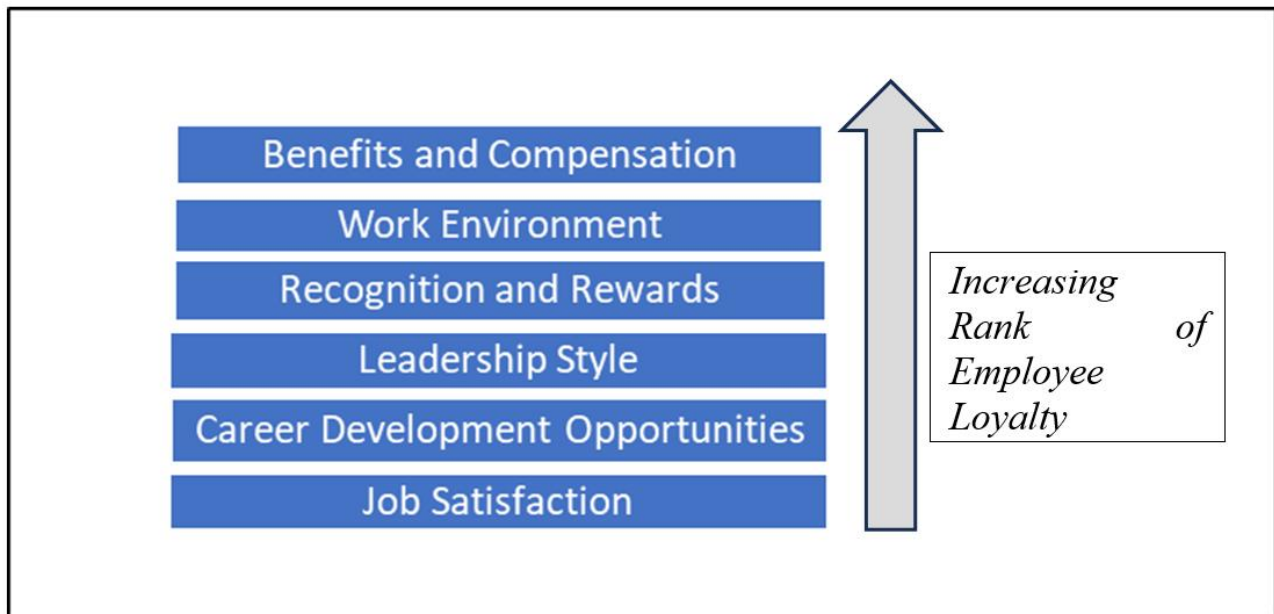 Benefits and Compensation
Work Environment
Recognition and Rewards
Leadership Style
Career Development Opportunities
Job Satisfaction
Increasing
Rank of
Employee
Loyalty